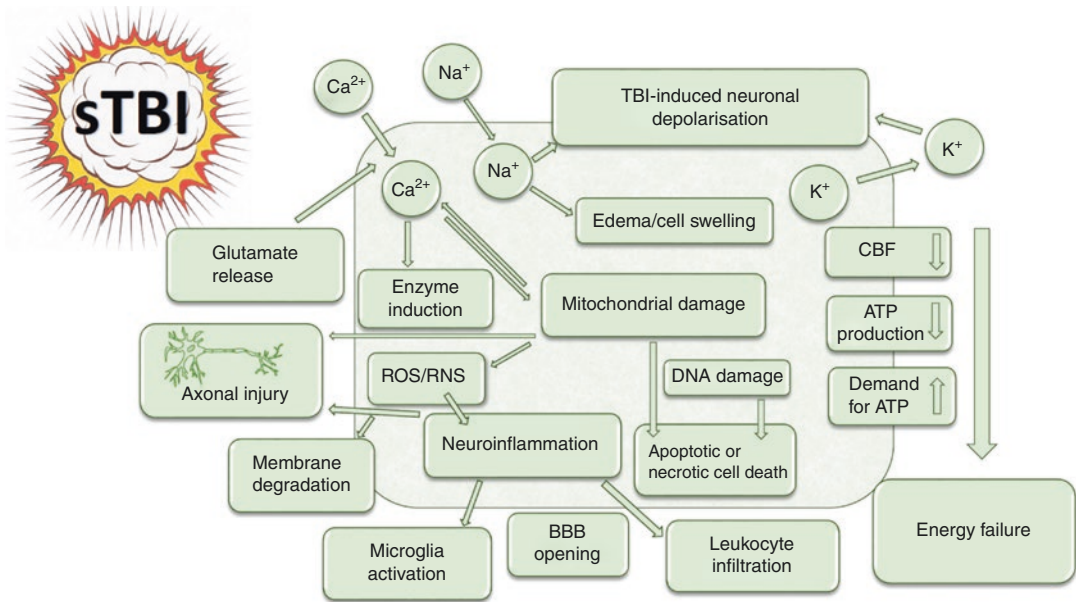 sTBI
Ca²⁺
Na⁺
TBI-induced neuronal
depolarisation
K⁺
Ca²⁺
Na⁺
K⁺
Edema/cell swelling
Glutamate
release
CBF
Enzyme
induction
Mitochondrial damage
ATP
production
Axonal injury
ROS/RNS
DNA damage
Demand
for ATP
Membrane
degradation
Neuroinflammation
Apoptotic or
necrotic cell death
Microglia
activation
BBB
opening
Leukocyte
infiltration
Energy failure